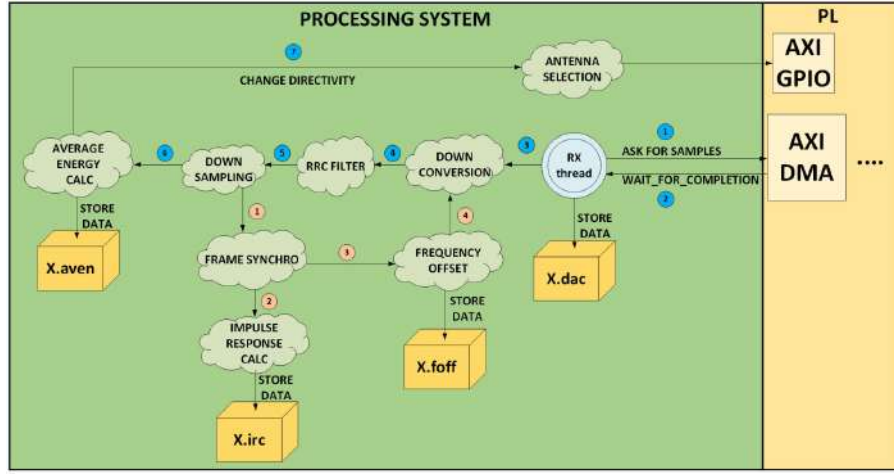 PROCESSING SYSTEM
PL
7
CHANGE DIRECTIVITY
ANTENNA
SELECTION
AXI
GPIO
AVERAGE
ENERGY
CALC
6
DOWN
SAMPLING
5
RRC FILTER
4
DOWN
CONVERSION
3
RX
thread
1
ASK FOR SAMPLES
WAIT_FOR_COMPLETION
2
AXI
DMA
....
STORE
DATA
X.aven
1
FRAME SYNCHRO
3
4
FREQUENCY
OFFSET
STORE
DATA
X.dac
2
IMPULSE
RESPONSE
CALC
STORE
DATA
X.foff
STORE
DATA
X.irc